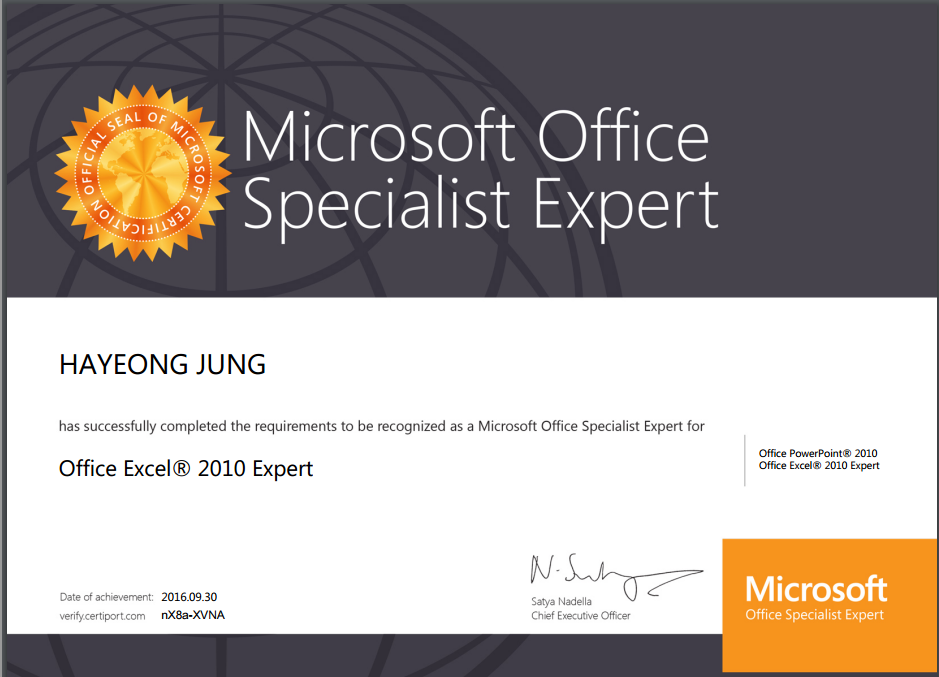 OFFICIAL SEAL OF MICROSOFT CERTIFICATION
Microsoft Office
Specialist Expert
HAYEONG JUNG
has successfully completed the requirements to be recognized as a Microsoft Office Specialist Expert for
Office Excel® 2010 Expert
Office PowerPoint® 2010
Office Excel® 2010 Expert
N. Satya
Satya Nadella
Chief Executive Officer
Date of achievement: 2016.09.30
verify.certiport.com nX8a-XVNA
Microsoft
Office Specialist Expert